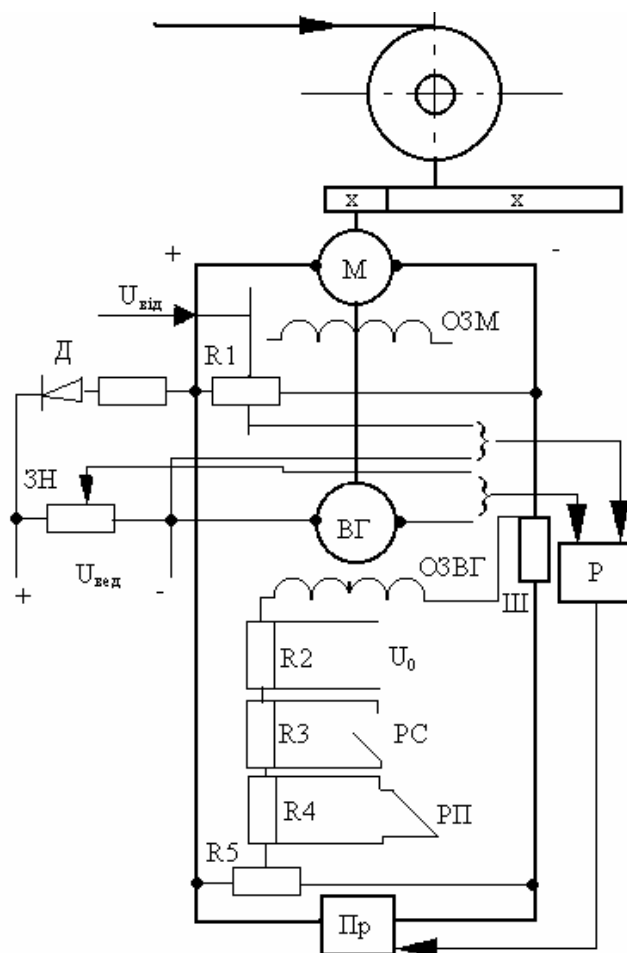 x x
+ М -
Uвід
ОЗМ
R1
Д
ЗН
ВГ
Uвед
+ -
ОЗВГ
Ш
Р
R2 U₀
R3 РС
R4 РП
R5
Пр